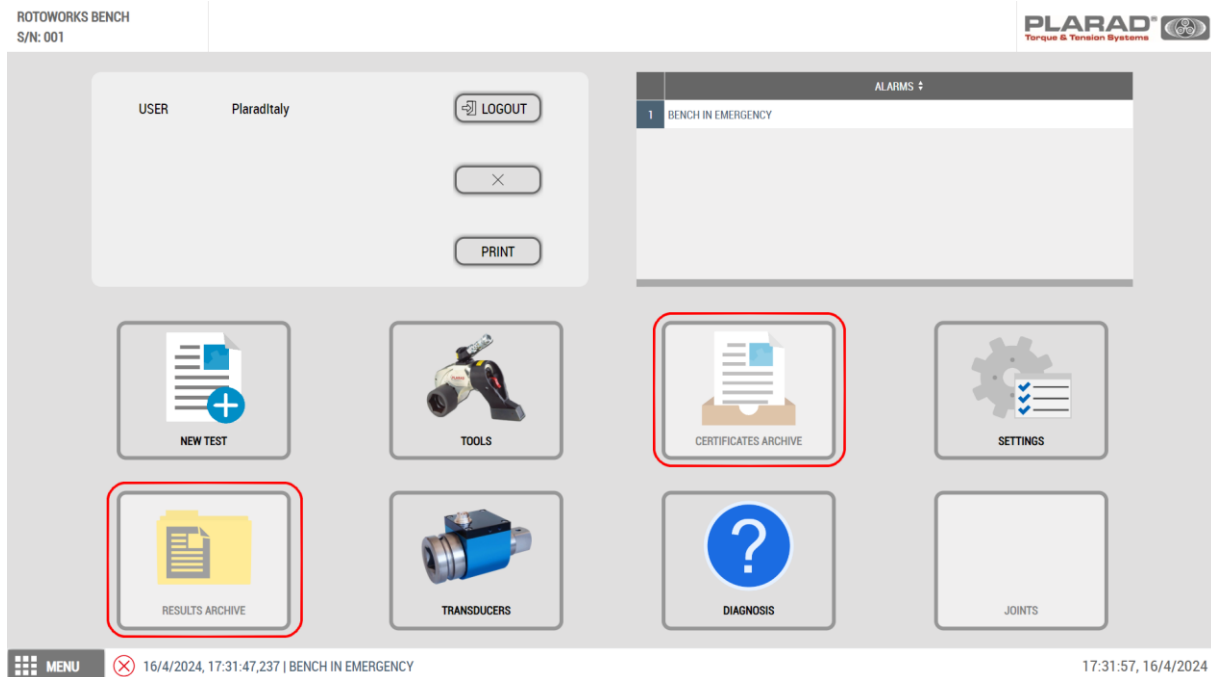 ROTOWORKS BENCH
S/N: 001
PLARAD®
Torque & Tension Systems
USER PlaradItaly
LOGOUT
PRINT
ALARMS
1 BENCH IN EMERGENCY
NEW TEST
TOOLS
CERTIFICATES ARCHIVE
SETTINGS
RESULTS ARCHIVE
TRANSDUCERS
DIAGNOSIS
JOINTS
MENU
16/4/2024, 17:31:47,237 | BENCH IN EMERGENCY
17:31:57, 16/4/2024